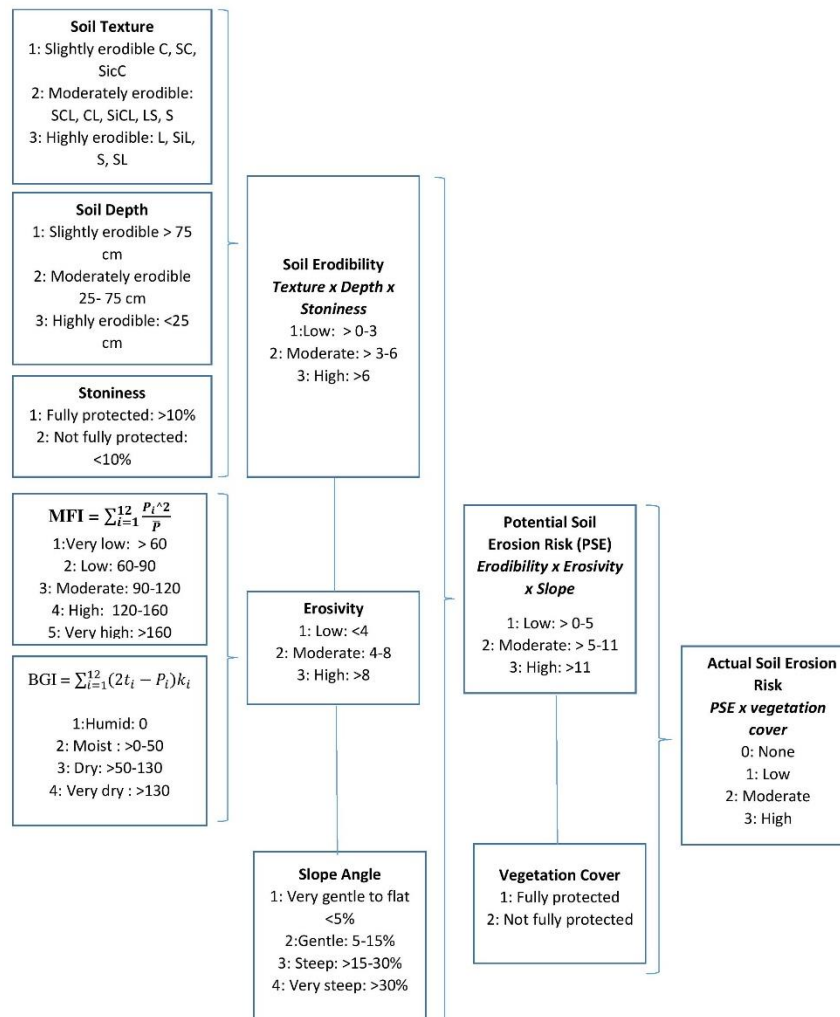 Soil Texture
1: Slightly erodible C, SC,
SicC
2: Moderately erodible:
SCL, CL, SiCL, LS, S
3: Highly erodible: L, SiL,
S, SL
Soil Depth
1: Slightly erodible > 75
cm
2: Moderately erodible
25- 75 cm
3: Highly erodible: <25
cm
Stoniness
1: Fully protected: >10%
2: Not fully protected:
<10%
MFI = ∑_{i=1}^{12} P_i^2/P
1:Very low: > 60
2: Low: 60-90
3: Moderate: 90-120
4: High: 120-160
5: Very high: >160
BGI = ∑_{i=1}^{12}(2t_i − P_i)k_i
1:Humid: 0
2: Moist : >0-50
3: Dry: >50-130
4: Very dry : >130
Soil Erodibility
Texture x Depth x
Stoniness
1:Low: > 0-3
2: Moderate: > 3-6
3: High: >6
Erosivity
1: Low: <4
2: Moderate: 4-8
3: High: >8
Slope Angle
1: Very gentle to flat
<5%
2:Gentle: 5-15%
3: Steep: >15-30%
4: Very steep: >30%
Potential Soil
Erosion Risk (PSE)
Erodibility x Erosivity
x Slope
1: Low: > 0-5
2: Moderate: > 5-11
3: High: >11
Vegetation Cover
1: Fully protected
2: Not fully protected
Actual Soil Erosion
Risk
PSE x vegetation
cover
0: None
1: Low
2: Moderate
3: High